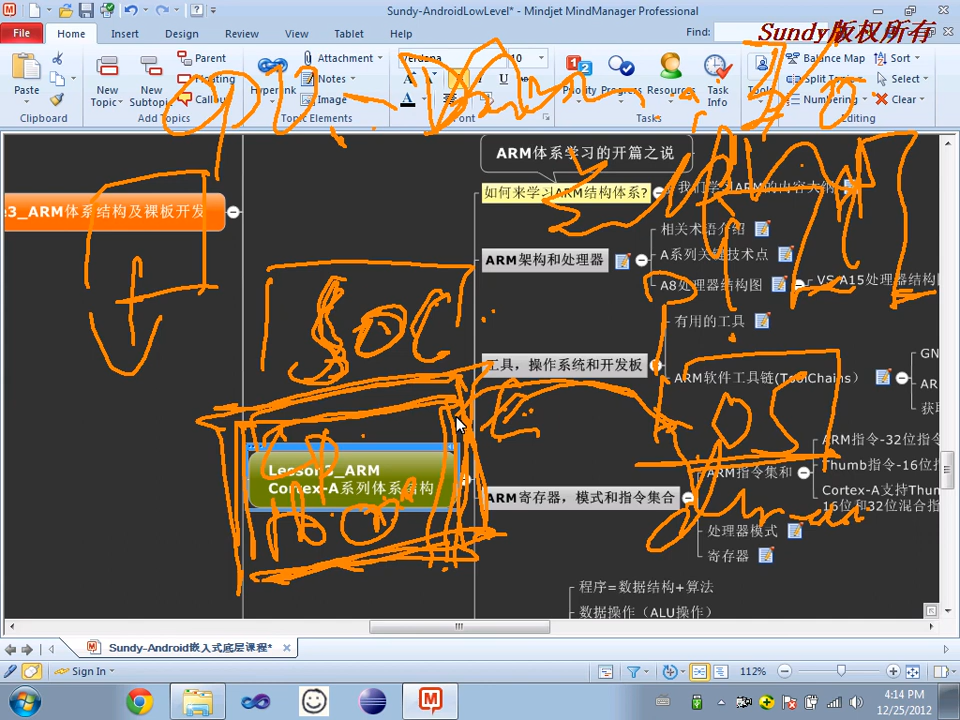 Sundy-AndroidLowLevel* - Mindjet MindManager Professional
File Home Insert Design Review View Tablet Help Find:
Sundy版权所有
Paste
Clipboard
New Topic
New Subtopic
Parent
Floating
Callout
Add Topics
Hyperlink
Attachment
Notes
Image
Topic Elements
Verdana 10
Font
Priority Progress Resources Task Info
Tasks
Balance Map
Split Topic
Numbering
Sort
Select
Clear
Editing
ARM体系学习的开篇之说
如何来学习ARM结构体系?
我们学习ARM的内容大纲
3_ARM体系结构及裸板开发
相关术语介绍
ARM架构和处理器
A系列关键技术点
A8处理器结构图
VS A15处理器结构
有用的工具
SOC
工具，操作系统和开发板
ARM软件工具链(ToolChains）
GN
AR
获
OS
Lesson2_ARM
Cortex-A系列体系结构
ARM指令-32位指
ARM指令集和
Thumb指令-16位
Cortex-A支持Thum
16位和32位混合指
ARM寄存器，模式和指令集合
处理器模式
寄存器
程序=数据结构+算法
数据操作（ALU操作）
Sundy-Android嵌入式底层课程*
Sign In
112%
4:14 PM
12/25/2012